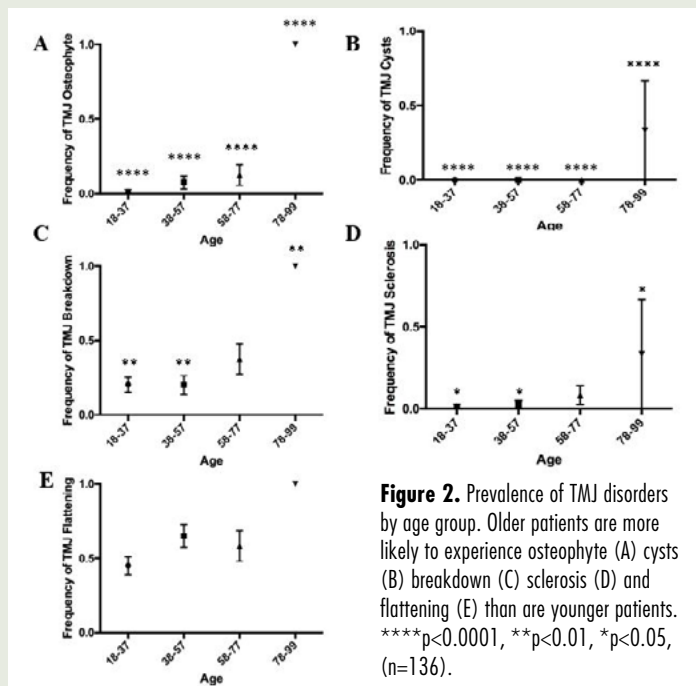 A
Frequency of TMJ Osteophyte
1.0
0.5
0.0
****
****
****
****
18-37
38-57
58-77
78-99
Age
B
Frequency of TMJ Cysts
1.0
0.5
0.0
****
****
****
****
18-37
38-57
58-77
78-99
Age
C
Frequency of TMJ Breakdown
1.0
0.5
0.0
**
**
**
18-37
38-57
58-77
78-99
Age
D
Frequency of TMJ Sclerosis
1.0
0.5
0.0
*
*
*
18-37
38-57
58-77
78-99
Age
E
Frequency of TMJ Flattening
1.0
0.5
0.0
18-37
38-57
58-77
78-99
Age
Figure 2. Prevalence of TMJ disorders
by age group. Older patients are more
likely to experience osteophyte (A) cysts
(B) breakdown (C) sclerosis (D) and
flattening (E) than are younger patients.
****p<0.0001, **p<0.01, *p<0.05,
(n=136).